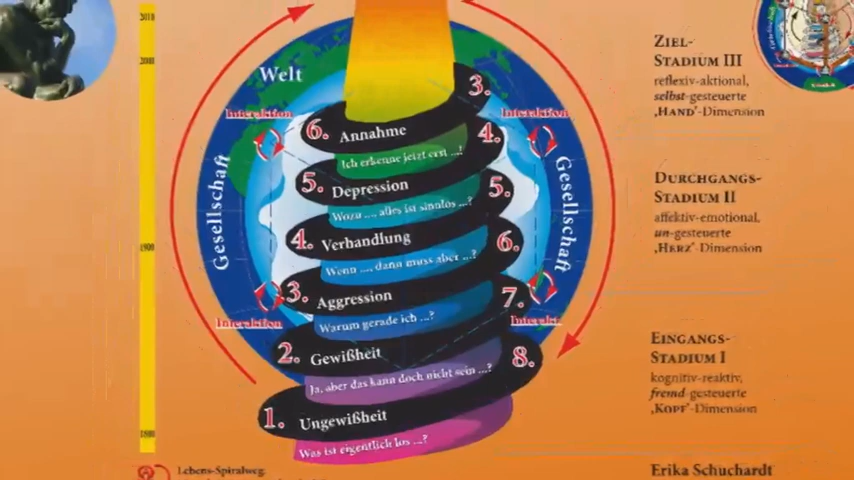 2018
2000
1900
Welt
Interaktion
Interaktion
Gesellschaft
Gesellschaft
3.
6. Annahme
4.
Ich erkenne jetzt erst ...!
5. Depression
5.
Wozu ..., alles ist sinnlos ...?
4. Verhandlung
6.
Wenn ..., dann muss aber ...?
3. Aggression
7.
Warum gerade ich ...?
Interaktion
2. Gewißheit
8.
Ja, aber das kann doch nicht sein ...?
1. Ungewißheit
Was ist eigentlich los ...?
Lebens-Spiralweg:
ZIEL-
STADIUM III
reflexiv-aktional,
selbst-gesteuerte
‚HAND'-Dimension
DURCHGANGS-
STADIUM II
affektiv-emotional,
un-gesteuerte
‚HERZ'-Dimension
EINGANGS-
STADIUM I
kognitiv-reaktiv,
fremd-gesteuerte
‚KOPF'-Dimension
Erika Schuchardt